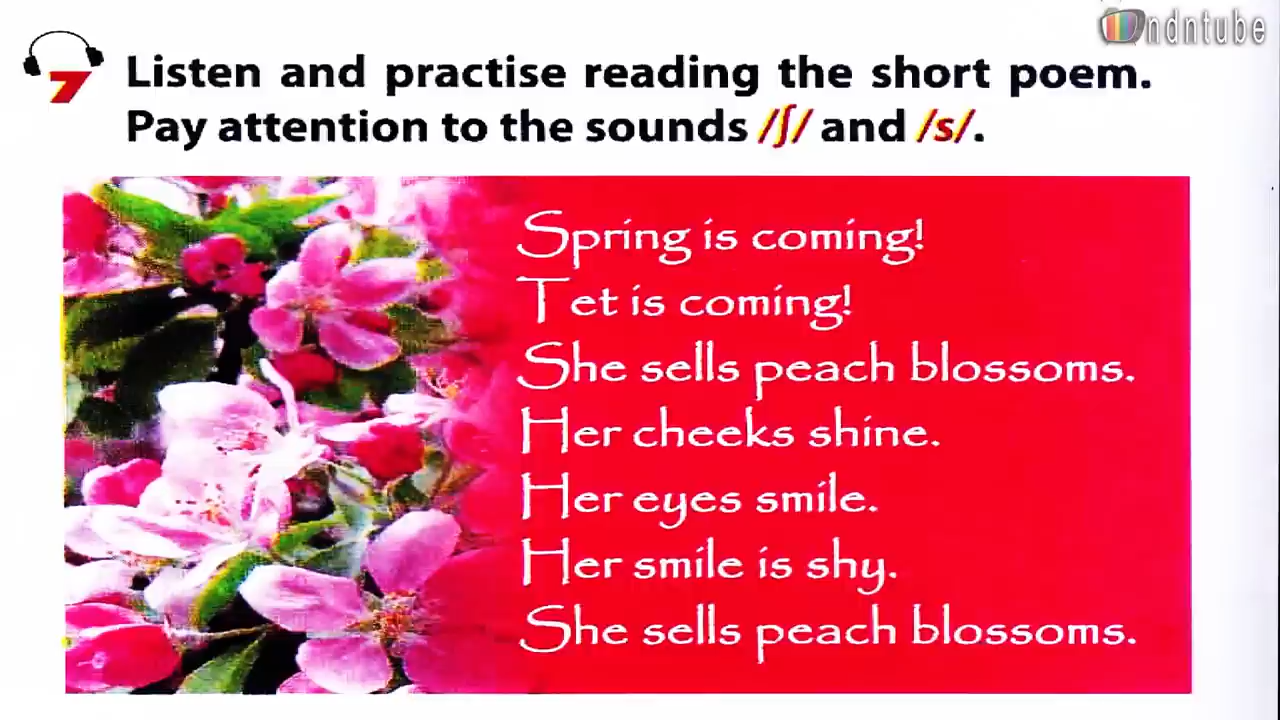 ndntube
7
Listen and practise reading the short poem.
Pay attention to the sounds /ʃ/ and /s/.
Spring is coming!
Tet is coming!
She sells peach blossoms.
Her cheeks shine.
Her eyes smile.
Her smile is shy.
She sells peach blossoms.